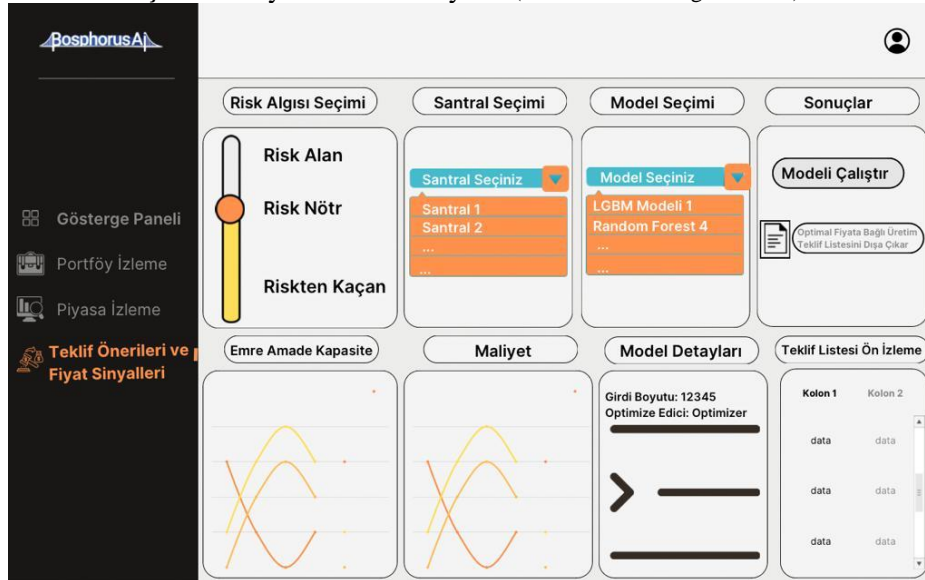 BosphorusAi
Risk Algısı Seçimi
Santral Seçimi
Model Seçimi
Sonuçlar
Risk Alan
Risk Nötr
Riskten Kaçan
Santral Seçiniz
Santral 1
Santral 2
...
...
Model Seçiniz
LGBM Modeli 1
Random Forest 4
...
...
Modeli Çalıştır
Optimal Fiyata Bağlı Üretim
Teklif Listesini Dışa Çıkar
Gösterge Paneli
Portföy İzleme
Piyasa İzleme
Teklif Önerileri ve
Fiyat Sinyalleri
Emre Amade Kapasite
Maliyet
Model Detayları
Teklif Listesi Ön İzleme
Girdi Boyutu: 12345
Optimize Edici: Optimizer
Kolon 1 Kolon 2
data data
data data
data data